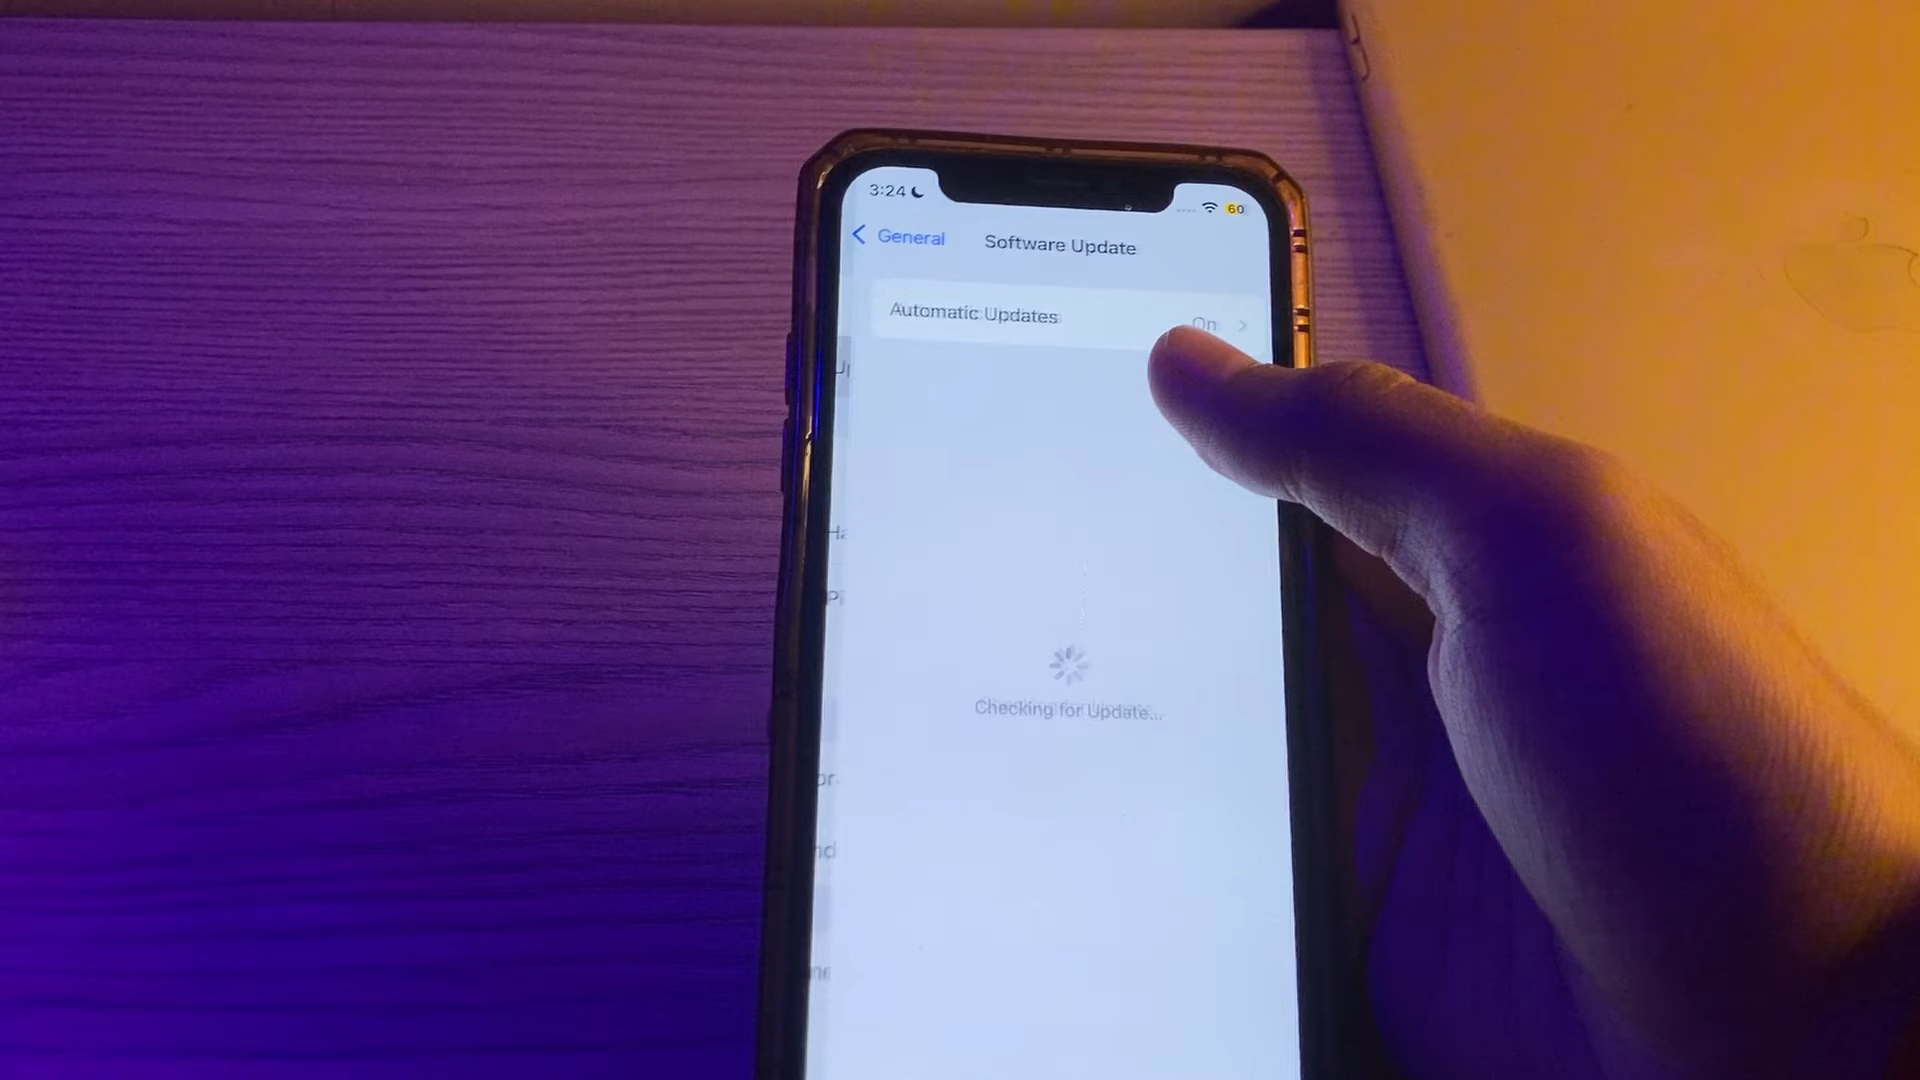 3:24
60
General
Software Update
Automatic Updates
On
Checking for Update...